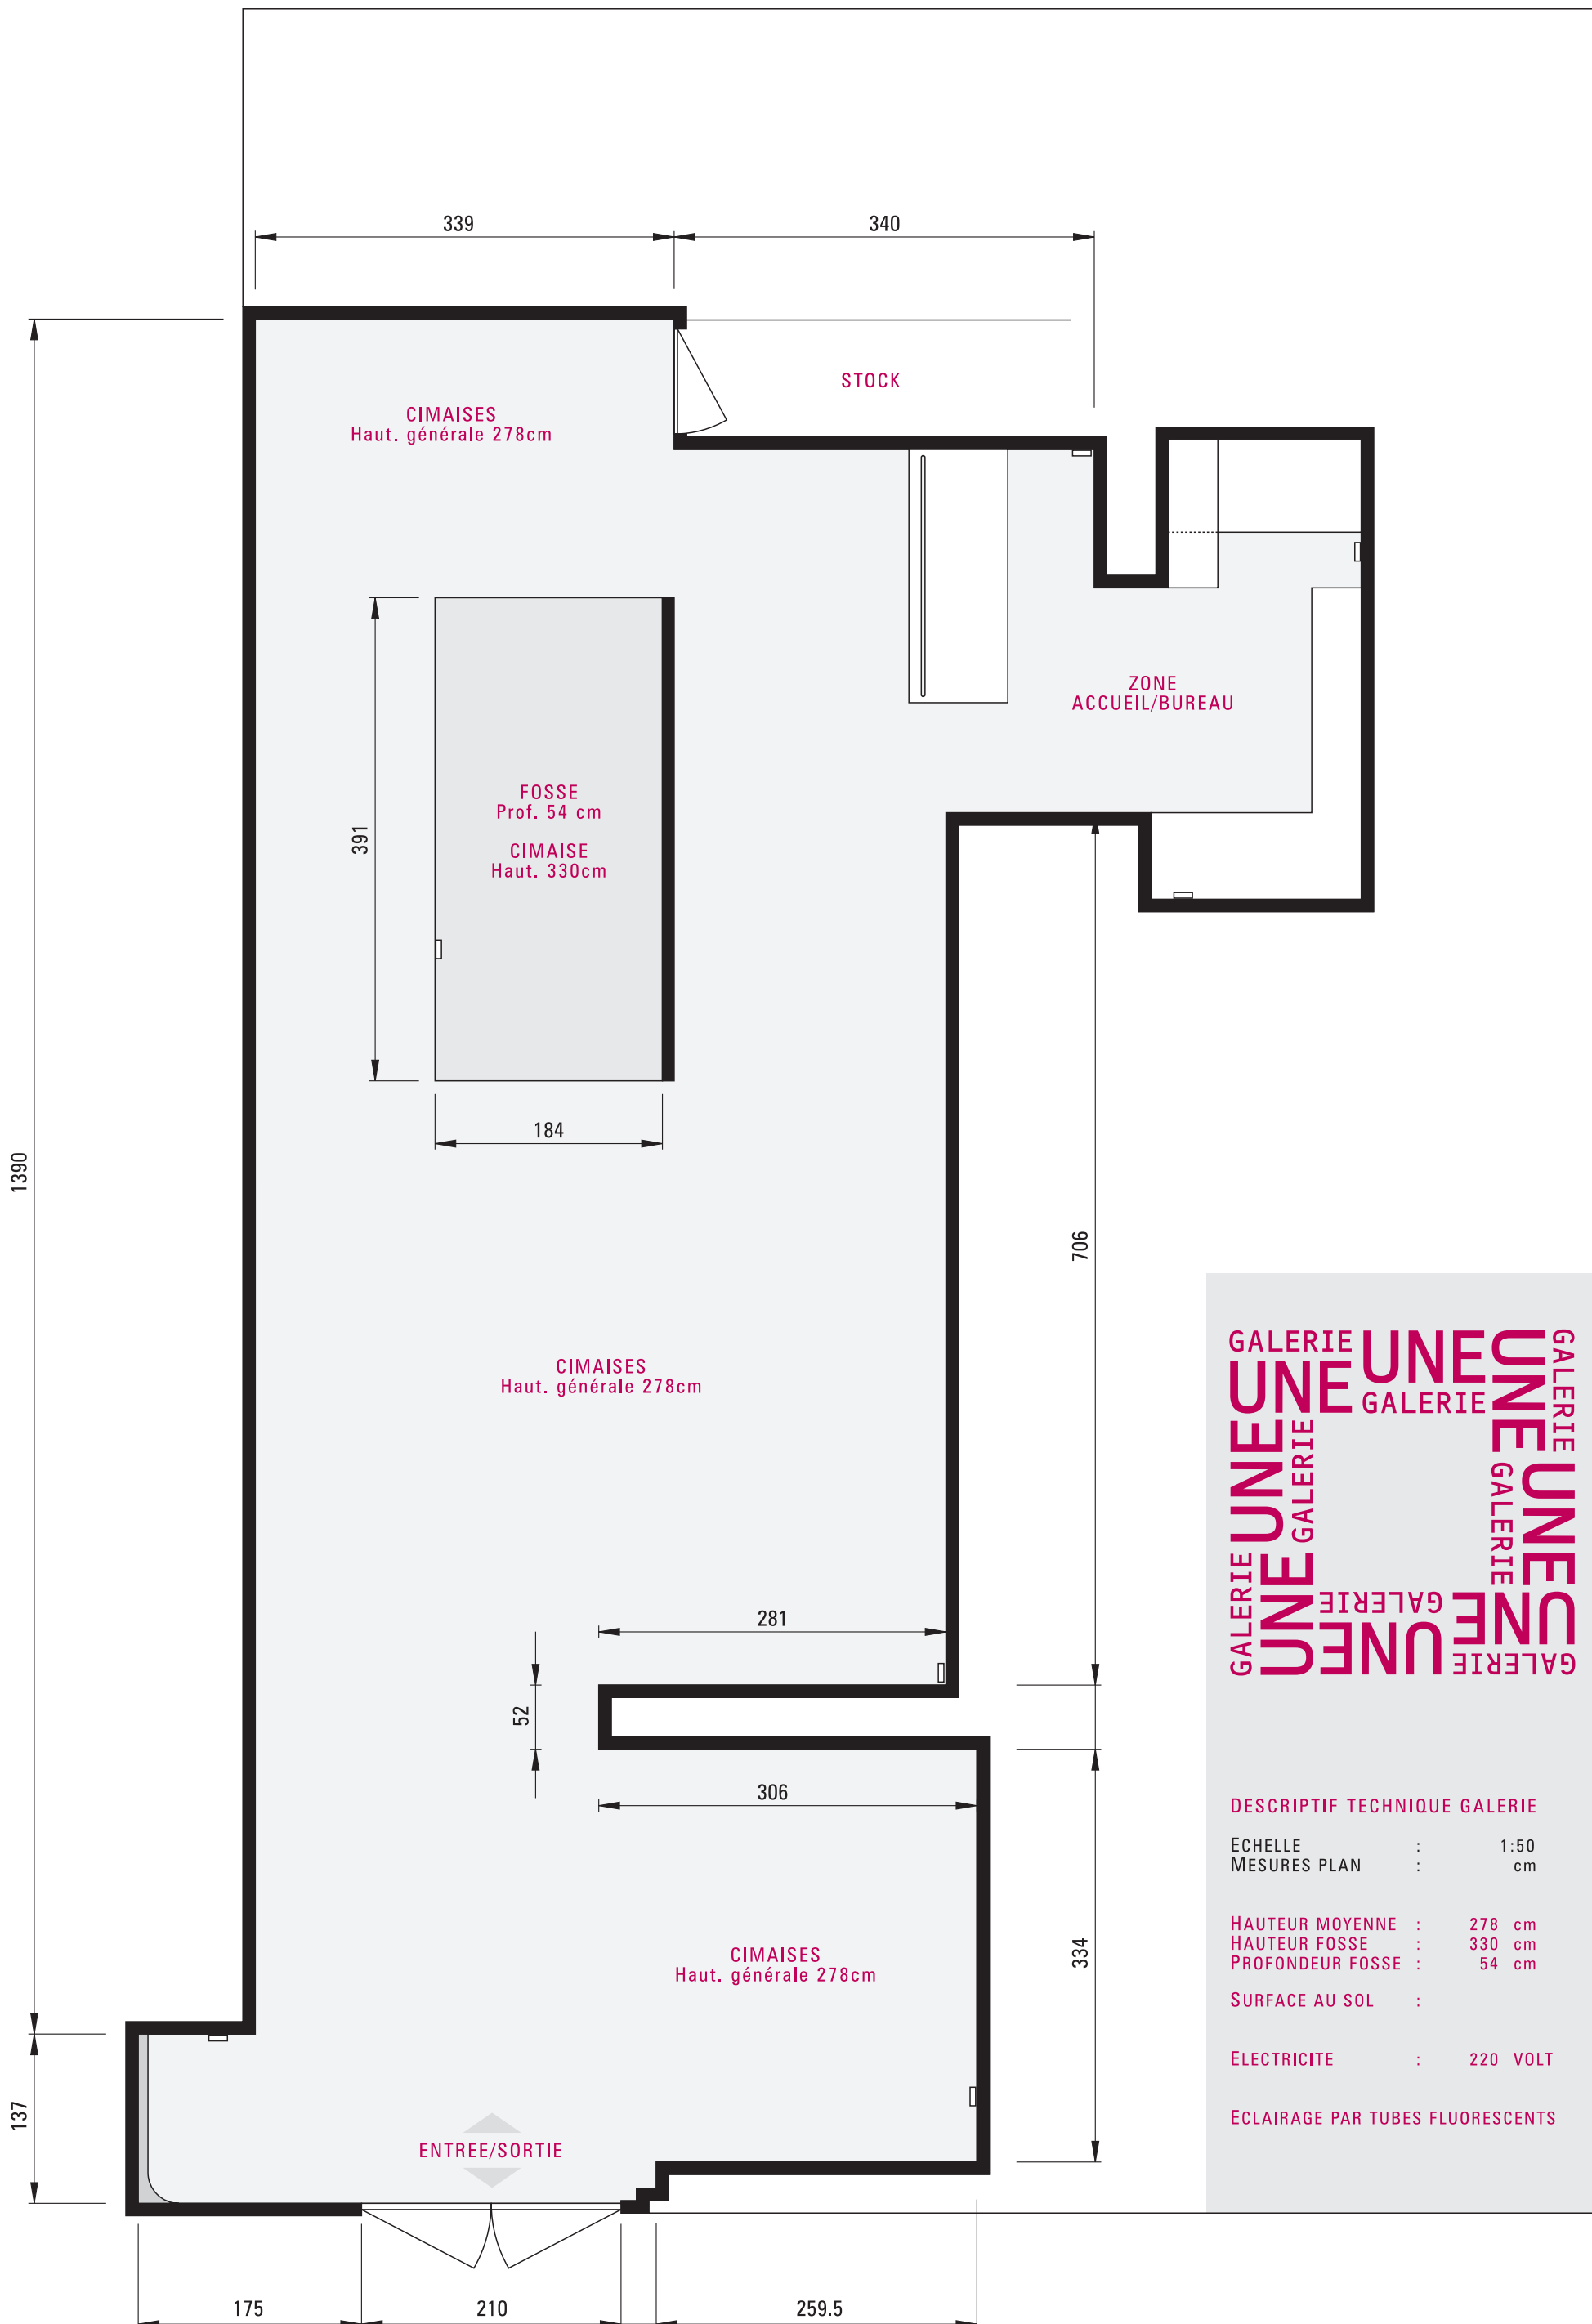 339
340
STOCK
CIMAISES
Haut. générale 278cm
ZONE
ACCUEIL/BUREAU
FOSSE
Prof. 54 cm
CIMAISE
Haut. 330cm
391
184
1390
706
CIMAISES
Haut. générale 278cm
281
52
306
CIMAISES
Haut. générale 278cm
334
137
ENTREE/SORTIE
175
210
259.5
GALERIE
UNE
UNE
GALERIE
UNE
GALERIE
UNE
GALERIE
UNE
GALERIE
UNE
GALERIE
UNE
GALERIE
UNE
GALERIE
DESCRIPTIF TECHNIQUE GALERIE
ECHELLE : 1:50
MESURES PLAN : cm
HAUTEUR MOYENNE : 278 cm
HAUTEUR FOSSE : 330 cm
PROFONDEUR FOSSE : 54 cm
SURFACE AU SOL :
ELECTRICITE : 220 VOLT
ECLAIRAGE PAR TUBES FLUORESCENTS